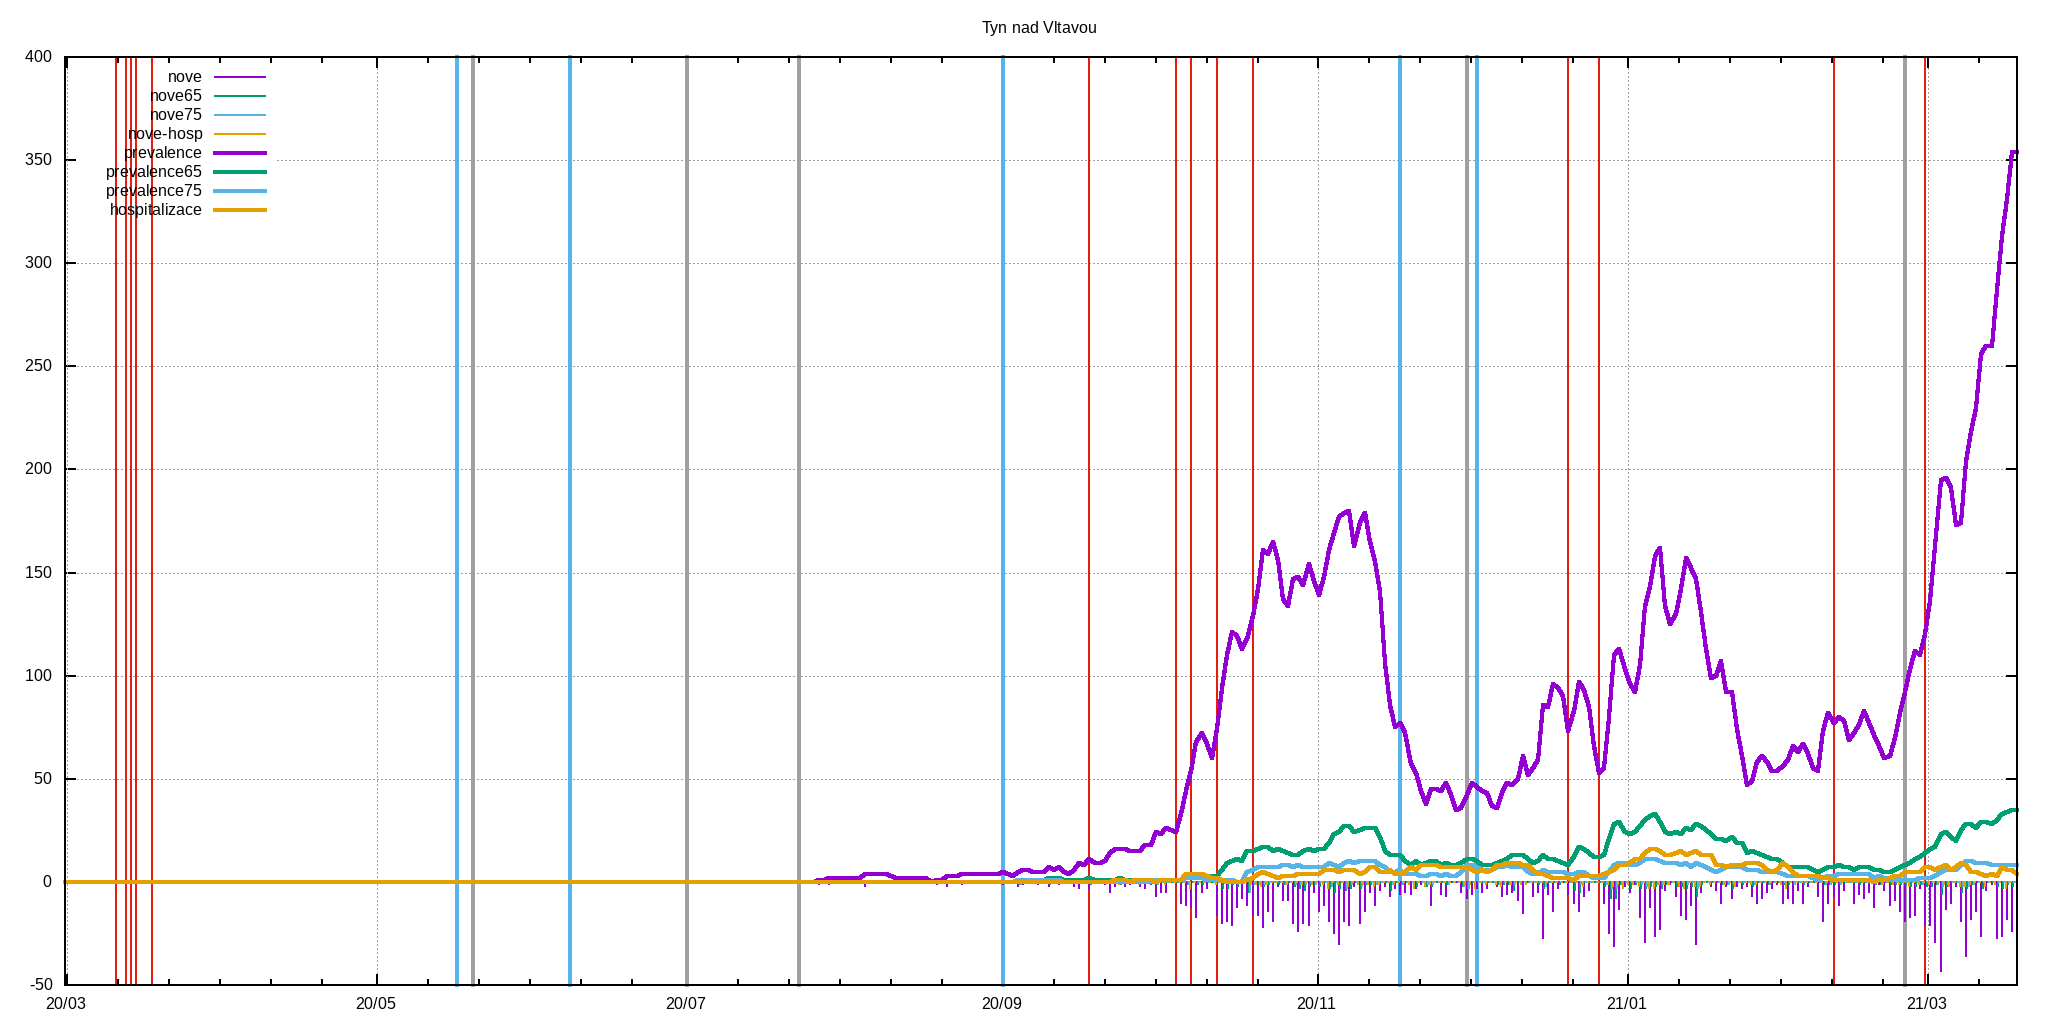 Tyn nad Vltavou
400
350
300
250
200
150
100
50
0
-50
nove
nove65
nove75
nove-hosp
prevalence
prevalence65
prevalence75
hospitalizace
20/03 20/05 20/07 20/09 20/11 21/01 21/03